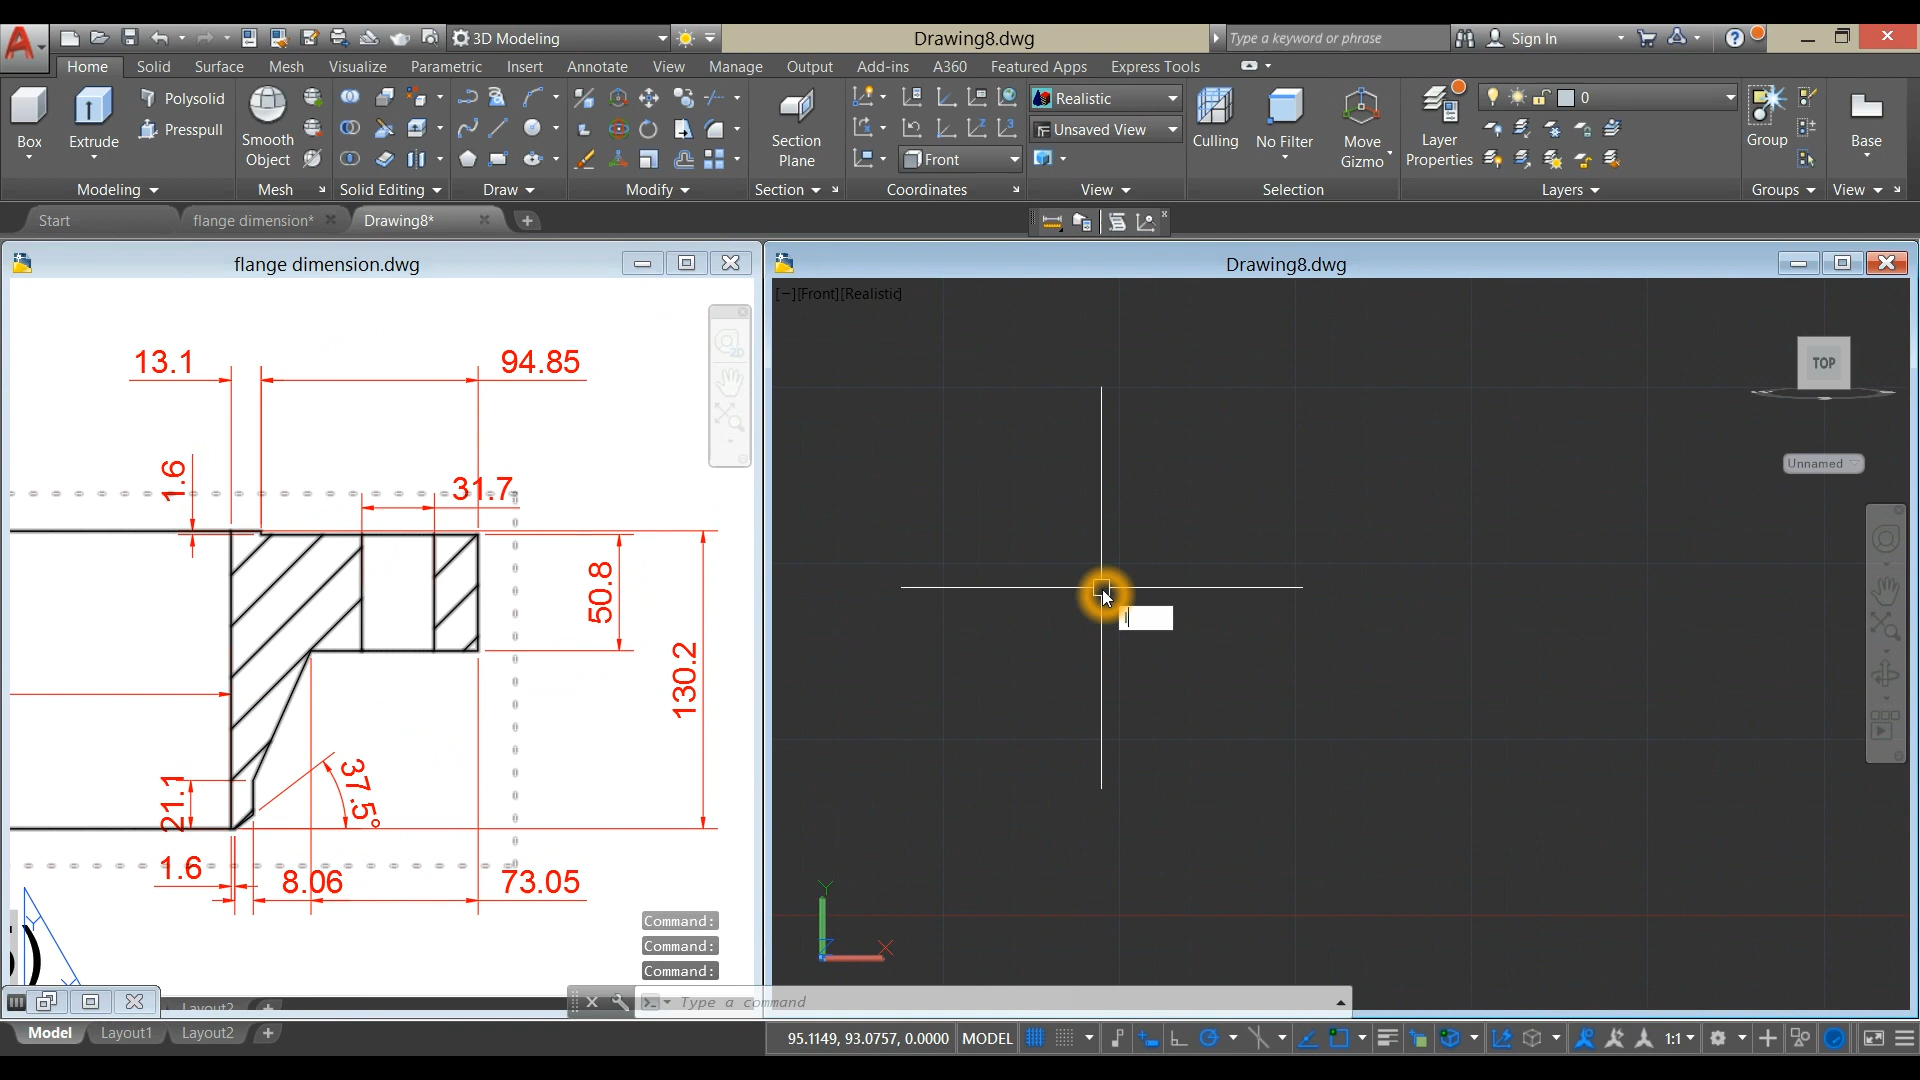 3D Modeling
Drawing8.dwg
Type a keyword or phrase
Sign In
Home Solid Surface Mesh Visualize Parametric Insert Annotate View Manage Output Add-ins A360 Featured Apps Express Tools
Box
Extrude
Polysolid
Presspull
Smooth
Object
Section
Plane
Realistic
Unsaved View
Front
Culling
No Filter
Move
Gizmo
Layer
Properties
0
Group
Base
Modeling
Mesh
Solid Editing
Draw
Modify
Section
Coordinates
View
Selection
Layers
Groups
View
Start
flange dimension*
Drawing8*
flange dimension.dwg
Drawing8.dwg
[−][Front][Realistic]
13.1
94.85
1.6
31.7
50.8
130.2
21.1
37.5°
1.6
8.06
73.05
2D
Y
)
TOP
Unnamed
Y
X
Z
Command:
Command:
Command:
Type a command
Layout2
Model
Layout1
Layout2
95.1149, 93.0757, 0.0000
MODEL
1:1